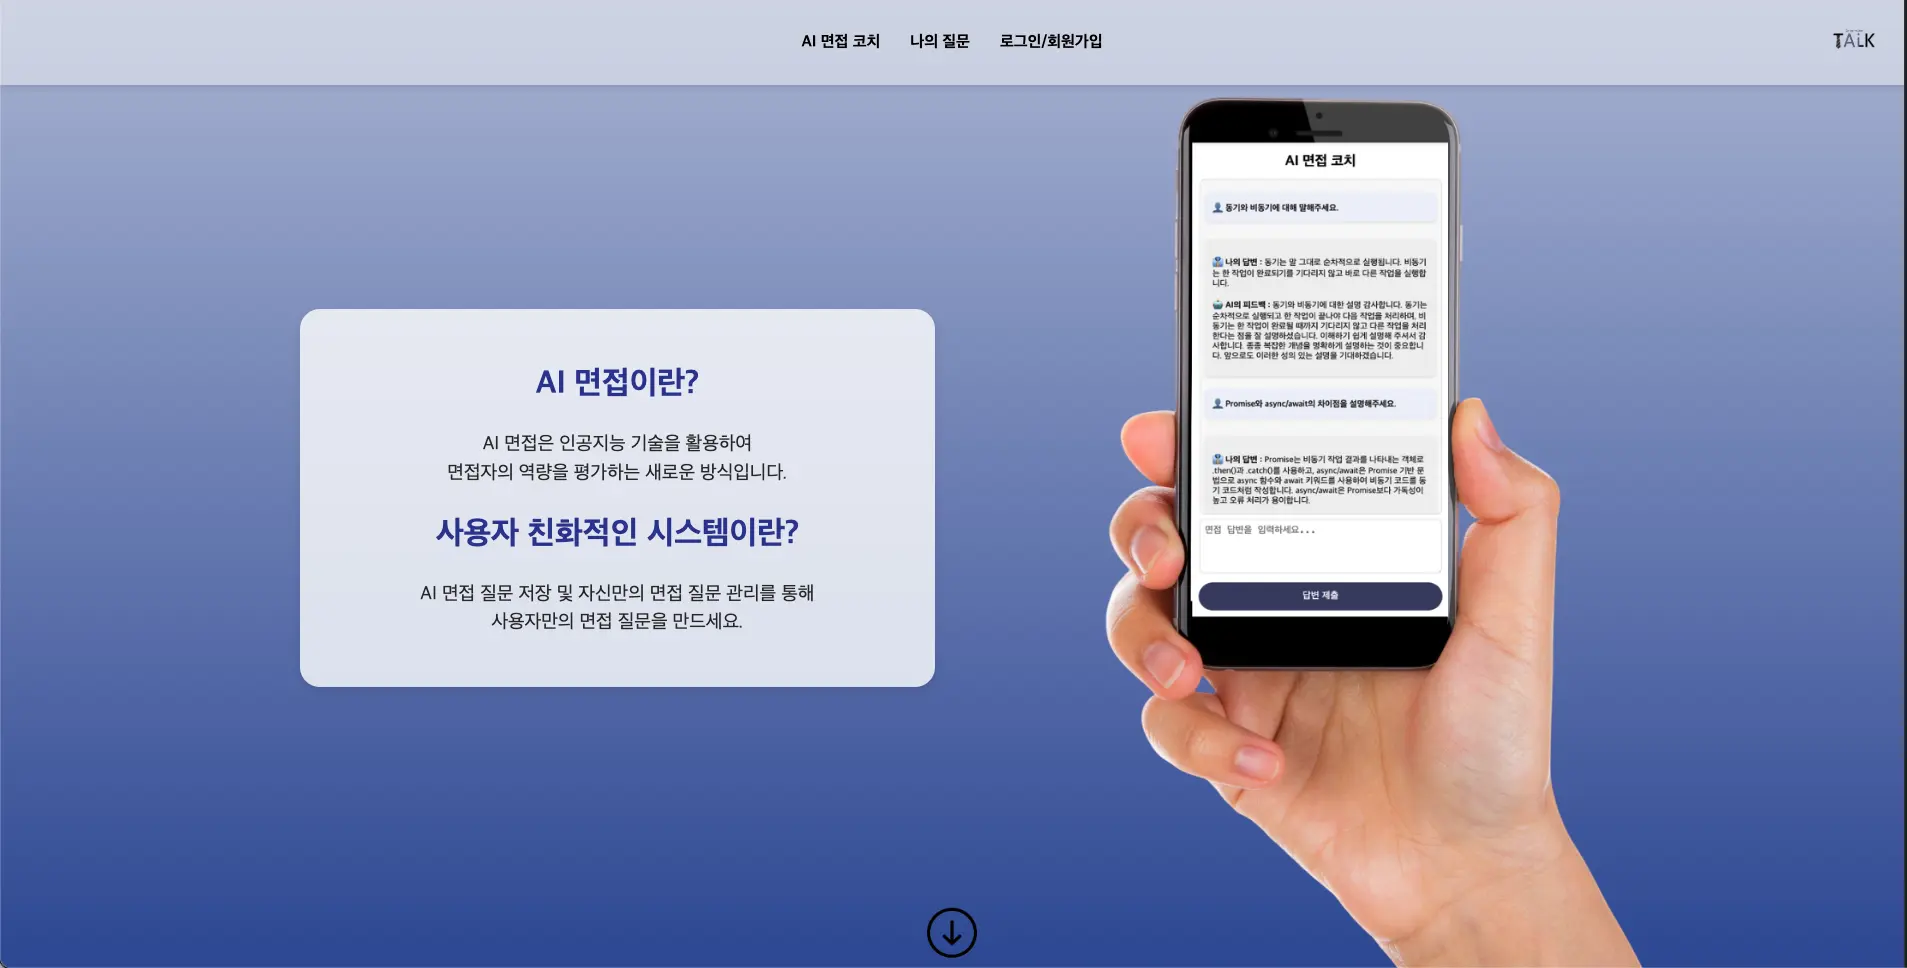 AI 면접 코치
나의 질문
로그인/회원가입
TALK
AI 면접이란?
AI 면접은 인공지능 기술을 활용하여
면접자의 역량을 평가하는 새로운 방식입니다.
사용자 친화적인 시스템이란?
AI 면접 질문 저장 및 자신만의 면접 질문 관리를 통해
사용자만의 면접 질문을 만드세요.
AI 면접 코치
동기와 비동기에 대해 말해주세요.
나의 답변 : 동기는 말 그대로 순차적으로 실행됩니다. 비동기
는 한 작업이 완료되기를 기다리지 않고 바로 다른 작업을 실행합
니다.
AI의 피드백 : 동기와 비동기에 대한 설명 감사합니다. 동기는
순차적으로 실행되고 한 작업이 끝나야 다음 작업을 처리하며, 비
동기는 한 작업이 완료될 때까지 기다리지 않고 다른 작업을 처리
한다는 점을 잘 설명하셨습니다. 이해하기 쉽게 설명해 주셔서 감
사합니다. 종종 복잡한 개념을 명확하게 설명하는 것이 중요합니
다. 앞으로도 이러한 성의 있는 설명을 기대하겠습니다.
Promise와 async/await의 차이점을 설명해주세요.
나의 답변 : Promise는 비동기 작업 결과를 나타내는 객체로
.then()과 .catch()를 사용하고, async/await은 Promise 기반 문
법으로 async 함수와 await 키워드를 사용하여 비동기 코드를 동
기 코드처럼 작성합니다. async/await은 Promise보다 가독성이
높고 오류 처리가 용이합니다.
면접 답변을 입력하세요...
답변 제출